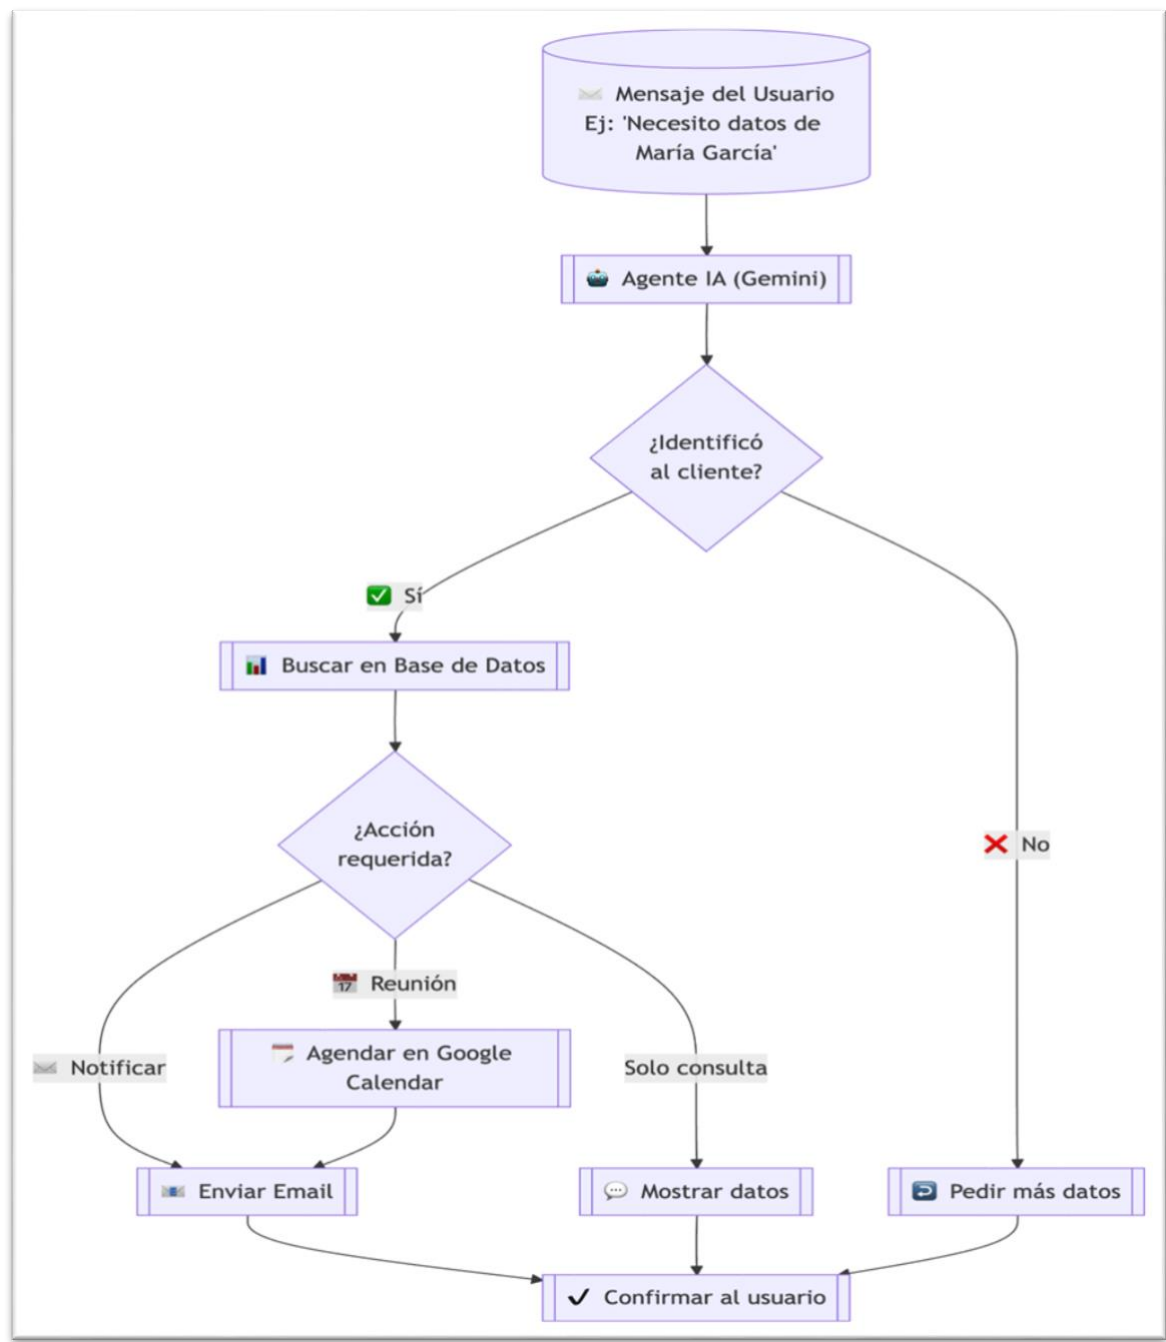 ✉️ Mensaje del Usuario
Ej: 'Necesito datos de
María García'
🤖 Agente IA (Gemini)
¿Identificó
al cliente?
✅ Sí
📊 Buscar en Base de Datos
¿Acción
requerida?
❌ No
📅 Reunión
🗓️ Agendar en Google
Calendar
✉️ Notificar
Solo consulta
📧 Enviar Email
💬 Mostrar datos
↩️ Pedir más datos
✔️ Confirmar al usuario